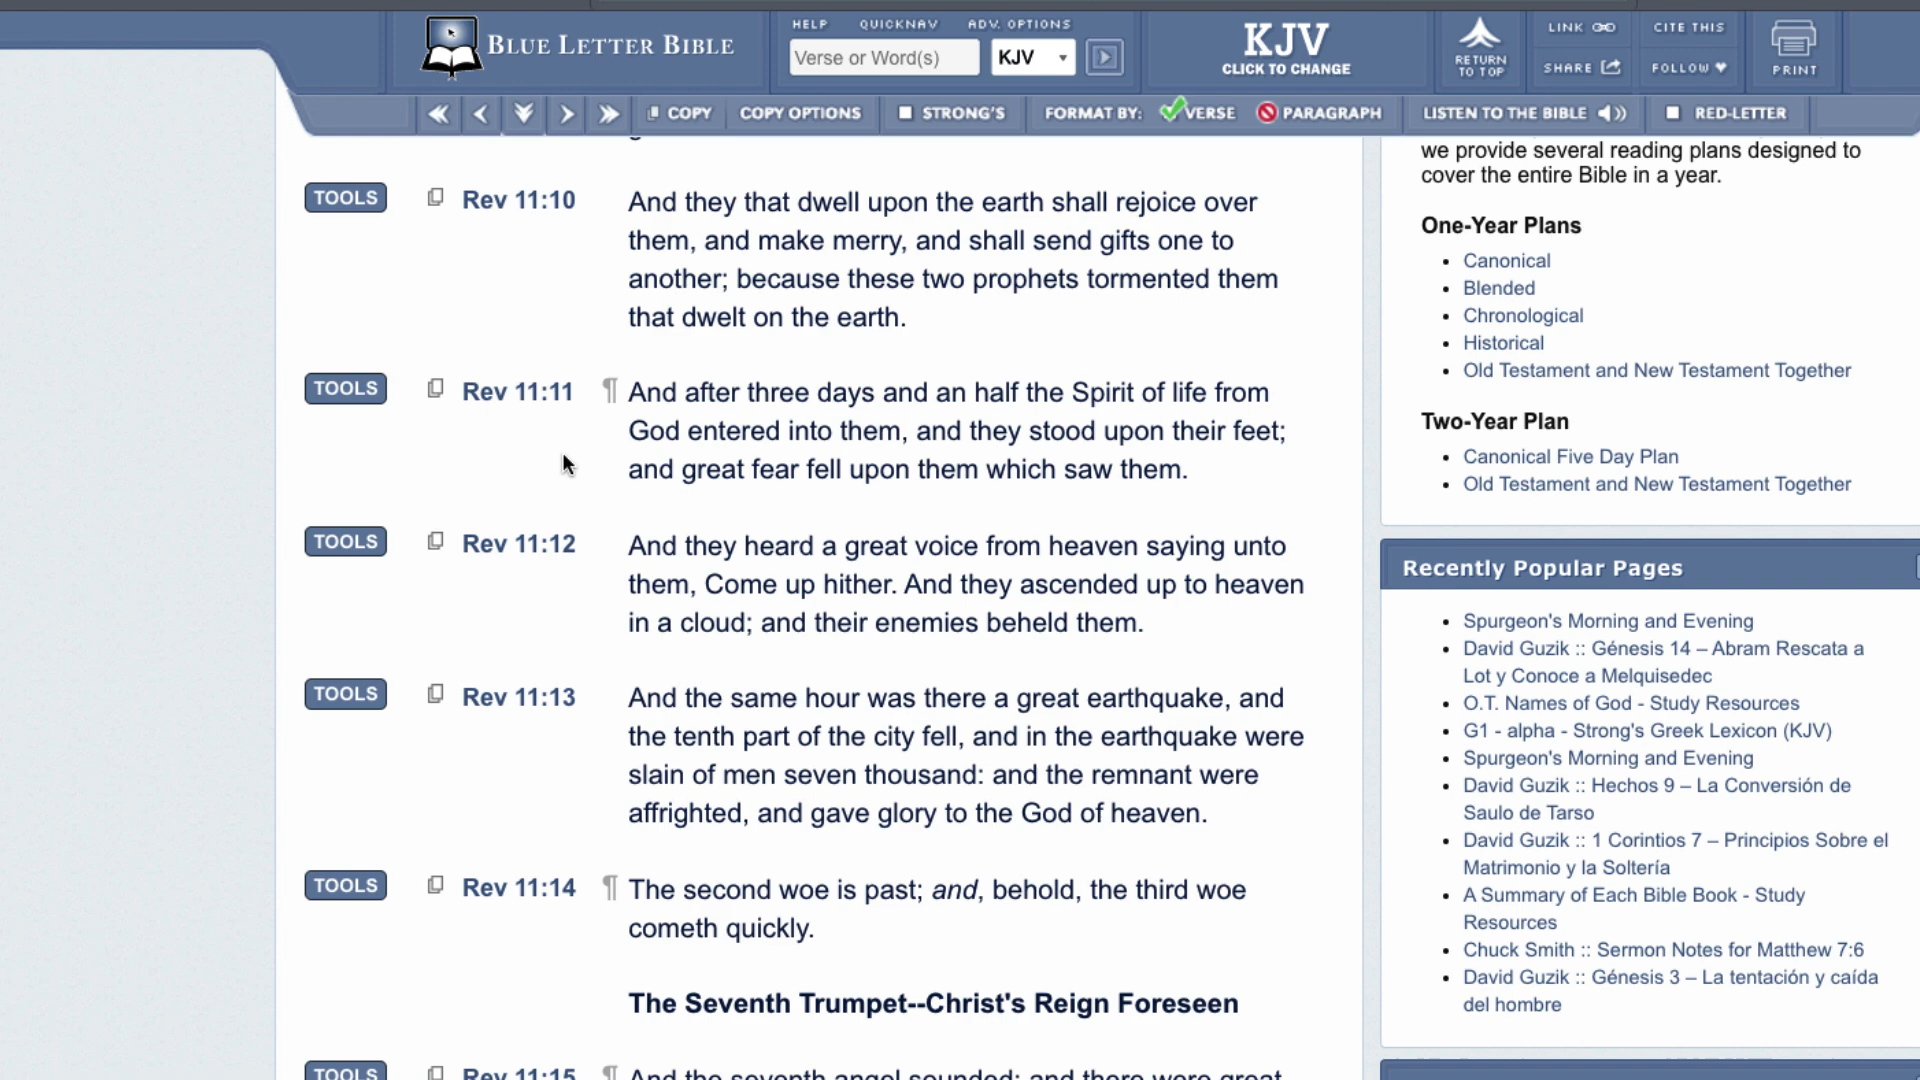 HELP QUICKNAV ADV. OPTIONS
BLUE LETTER BIBLE
Verse or Word(s)
KJV
KJV
CLICK TO CHANGE
RETURN
TO TOP
LINK
SHARE
CITE THIS
FOLLOW
PRINT
COPY COPY OPTIONS STRONG'S FORMAT BY: VERSE PARAGRAPH LISTEN TO THE BIBLE RED-LETTER
TOOLS Rev 11:10 And they that dwell upon the earth shall rejoice over
them, and make merry, and shall send gifts one to
another; because these two prophets tormented them
that dwelt on the earth.
TOOLS Rev 11:11 ¶ And after three days and an half the Spirit of life from
God entered into them, and they stood upon their feet;
and great fear fell upon them which saw them.
TOOLS Rev 11:12 And they heard a great voice from heaven saying unto
them, Come up hither. And they ascended up to heaven
in a cloud; and their enemies beheld them.
TOOLS Rev 11:13 And the same hour was there a great earthquake, and
the tenth part of the city fell, and in the earthquake were
slain of men seven thousand: and the remnant were
affrighted, and gave glory to the God of heaven.
TOOLS Rev 11:14 ¶ The second woe is past; and, behold, the third woe
cometh quickly.
The Seventh Trumpet--Christ's Reign Foreseen
TOOLS Rev 11:15 ¶ And the seventh angel sounded; and there were great
we provide several reading plans designed to
cover the entire Bible in a year.
One-Year Plans
• Canonical
• Blended
• Chronological
• Historical
• Old Testament and New Testament Together
Two-Year Plan
• Canonical Five Day Plan
• Old Testament and New Testament Together
Recently Popular Pages
• Spurgeon's Morning and Evening
• David Guzik :: Génesis 14 – Abram Rescata a
Lot y Conoce a Melquisedec
• O.T. Names of God - Study Resources
• G1 - alpha - Strong's Greek Lexicon (KJV)
• Spurgeon's Morning and Evening
• David Guzik :: Hechos 9 – La Conversión de
Saulo de Tarso
• David Guzik :: 1 Corintios 7 – Principios Sobre el
Matrimonio y la Soltería
• A Summary of Each Bible Book - Study
Resources
• Chuck Smith :: Sermon Notes for Matthew 7:6
• David Guzik :: Génesis 3 – La tentación y caída
del hombre